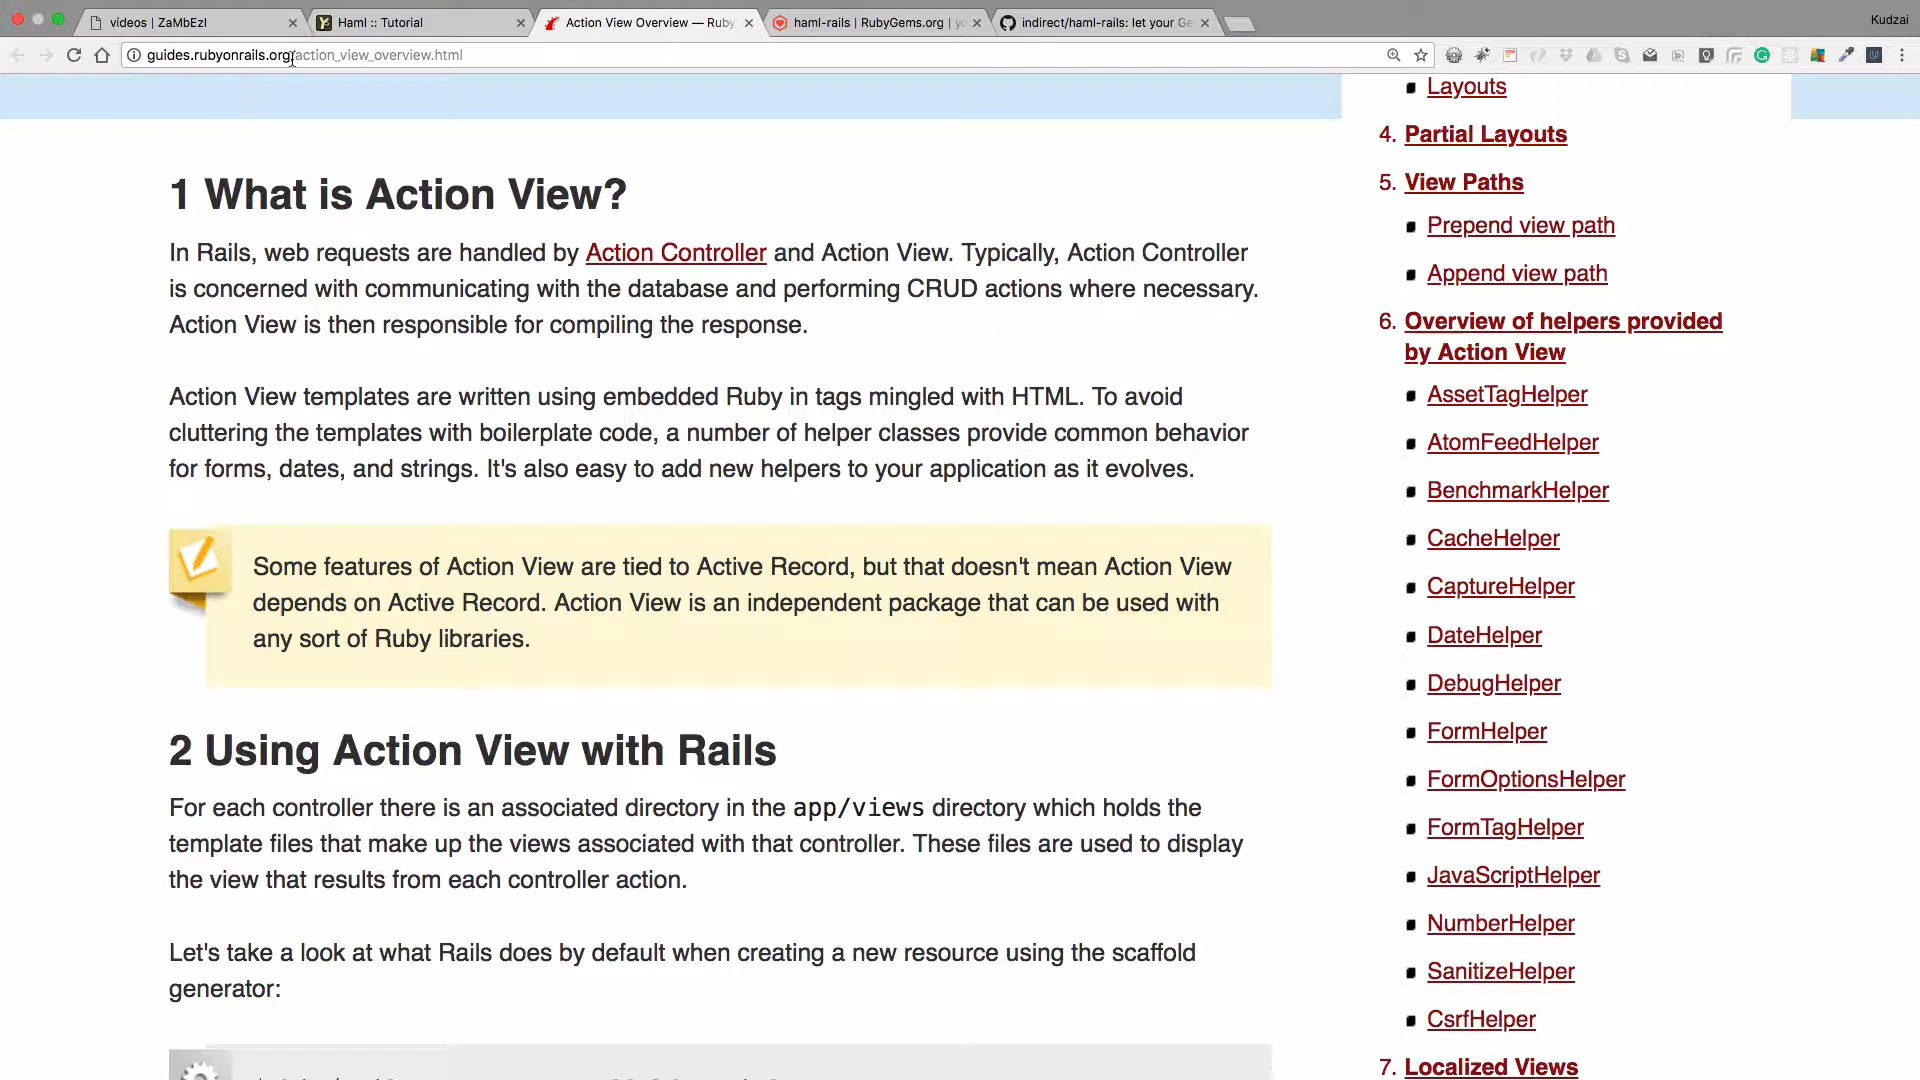 videos | ZaMbEzI
Haml :: Tutorial
Action View Overview — Ruby
haml-rails | RubyGems.org | yo
indirect/haml-rails: let your Ge
Kudzai
guides.rubyonrails.org/action_view_overview.html
1 What is Action View?
In Rails, web requests are handled by Action Controller and Action View. Typically, Action Controller
is concerned with communicating with the database and performing CRUD actions where necessary.
Action View is then responsible for compiling the response.
Action View templates are written using embedded Ruby in tags mingled with HTML. To avoid
cluttering the templates with boilerplate code, a number of helper classes provide common behavior
for forms, dates, and strings. It's also easy to add new helpers to your application as it evolves.
Some features of Action View are tied to Active Record, but that doesn't mean Action View
depends on Active Record. Action View is an independent package that can be used with
any sort of Ruby libraries.
2 Using Action View with Rails
For each controller there is an associated directory in the app/views directory which holds the
template files that make up the views associated with that controller. These files are used to display
the view that results from each controller action.
Let's take a look at what Rails does by default when creating a new resource using the scaffold
generator:
Layouts
4. Partial Layouts
5. View Paths
Prepend view path
Append view path
6. Overview of helpers provided
by Action View
AssetTagHelper
AtomFeedHelper
BenchmarkHelper
CacheHelper
CaptureHelper
DateHelper
DebugHelper
FormHelper
FormOptionsHelper
FormTagHelper
JavaScriptHelper
NumberHelper
SanitizeHelper
CsrfHelper
7. Localized Views